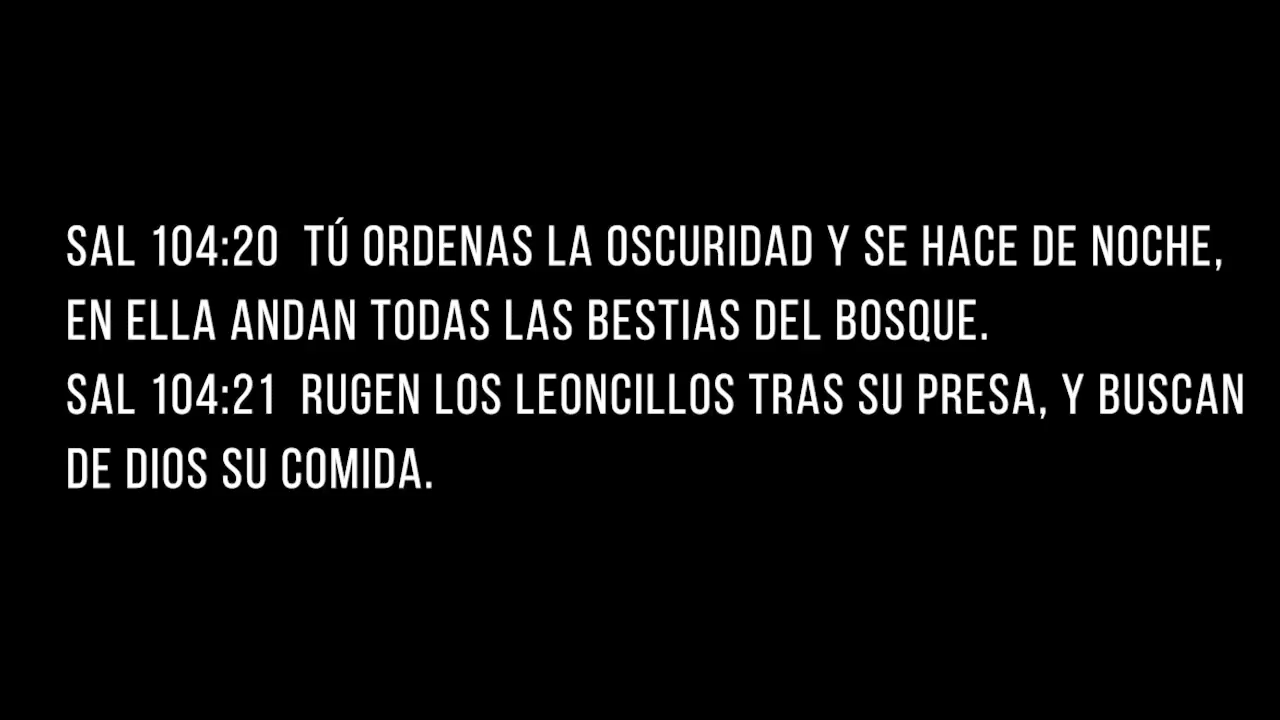 SAL 104:20 TÚ ORDENAS LA OSCURIDAD Y SE HACE DE NOCHE,
EN ELLA ANDAN TODAS LAS BESTIAS DEL BOSQUE.
SAL 104:21 RUGEN LOS LEONCILLOS TRAS SU PRESA, Y BUSCAN
DE DIOS SU COMIDA.